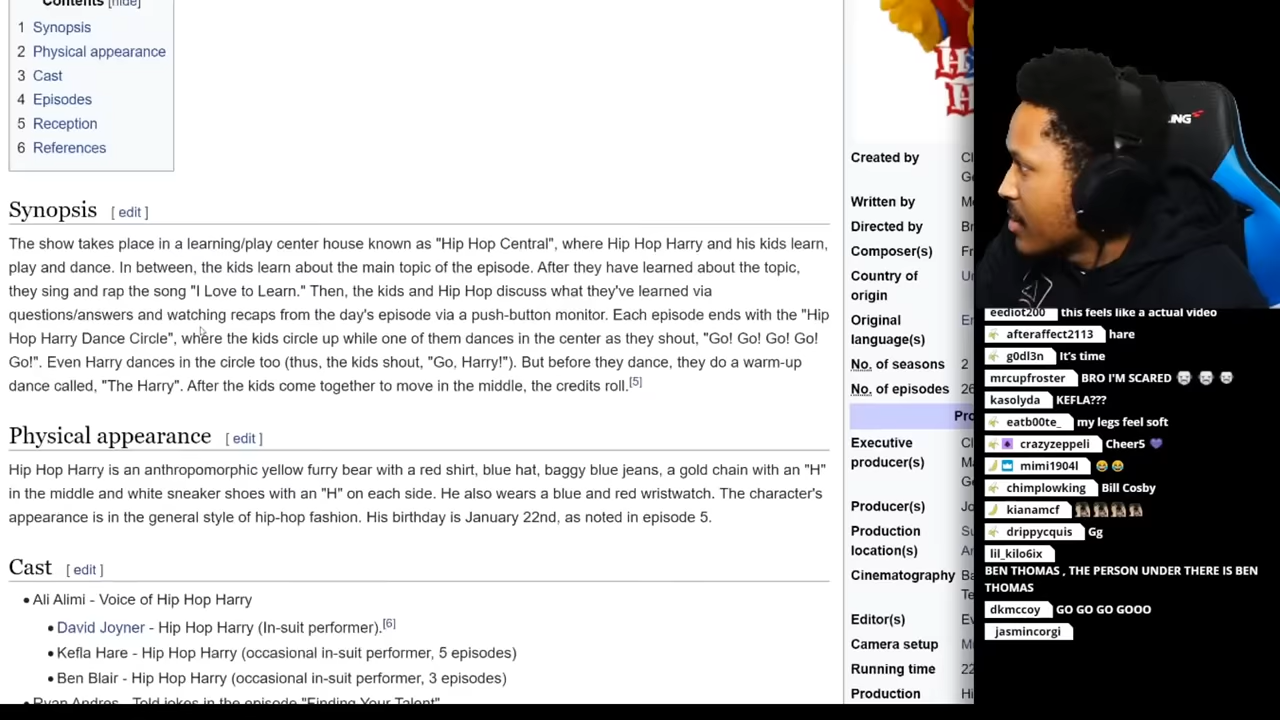 Contents [hide]
1 Synopsis
2 Physical appearance
3 Cast
4 Episodes
5 Reception
6 References
Synopsis [ edit ]
The show takes place in a learning/play center house known as "Hip Hop Central", where Hip Hop Harry and his kids learn,
play and dance. In between, the kids learn about the main topic of the episode. After they have learned about the topic,
they sing and rap the song "I Love to Learn." Then, the kids and Hip Hop discuss what they've learned via
questions/answers and watching recaps from the day's episode via a push-button monitor. Each episode ends with the "Hip
Hop Harry Dance Circle", where the kids circle up while one of them dances in the center as they shout, "Go! Go! Go! Go!
Go!". Even Harry dances in the circle too (thus, the kids shout, "Go, Harry!"). But before they dance, they do a warm-up
dance called, "The Harry". After the kids come together to move in the middle, the credits roll.[5]
Physical appearance [ edit ]
Hip Hop Harry is an anthropomorphic yellow furry bear with a red shirt, blue hat, baggy blue jeans, a gold chain with an "H"
in the middle and white sneaker shoes with an "H" on each side. He also wears a blue and red wristwatch. The character's
appearance is in the general style of hip-hop fashion. His birthday is January 22nd, as noted in episode 5.
Cast [ edit ]
• Ali Alimi - Voice of Hip Hop Harry
• David Joyner - Hip Hop Harry (In-suit performer).[6]
• Kefla Hare - Hip Hop Harry (occasional in-suit performer, 5 episodes)
• Ben Blair - Hip Hop Harry (occasional in-suit performer, 3 episodes)
• Ryan Andres - Told jokes in the episode "Finding Your Talent"
H
H
Created by
Written by
Directed by
Composer(s)
Country of
origin
Original
language(s)
No. of seasons 2
No. of episodes 26
Pro
Executive
producer(s)
Producer(s)
Production
location(s)
Cinematography
Editor(s)
Camera setup
Running time 22
Production
ING
eediot200 this feels like a actual video
afteraffect2113 hare
g0dl3n It's time
mrcupfroster BRO I'M SCARED
kasolyda KEFLA???
eatb00te_ my legs feel soft
crazyzeppeli Cheer5
mimi1904l
chimplowking Bill Cosby
kianamcf
drippycquis Gg
lil_kilo6ix
BEN THOMAS , THE PERSON UNDER THERE IS BEN
THOMAS
dkmccoy GO GO GO GOOO
jasmincorgi